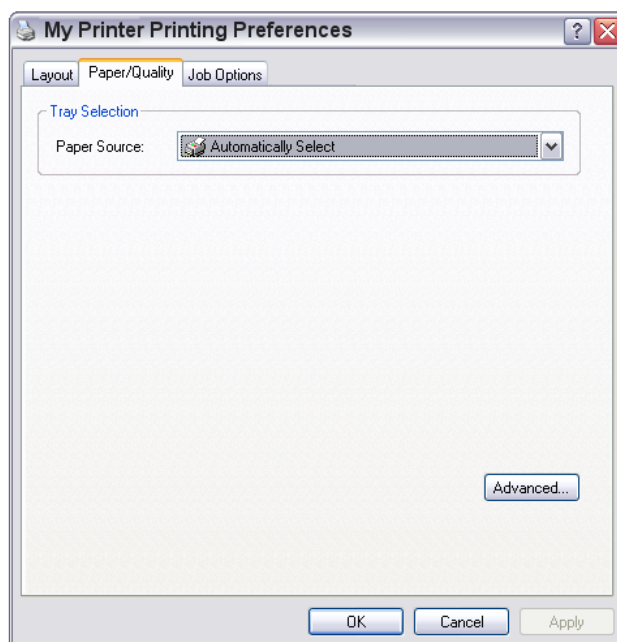 My Printer Printing Preferences
Layout Paper/Quality Job Options
Tray Selection
Paper Source: Automatically Select
Advanced...
OK Cancel Apply